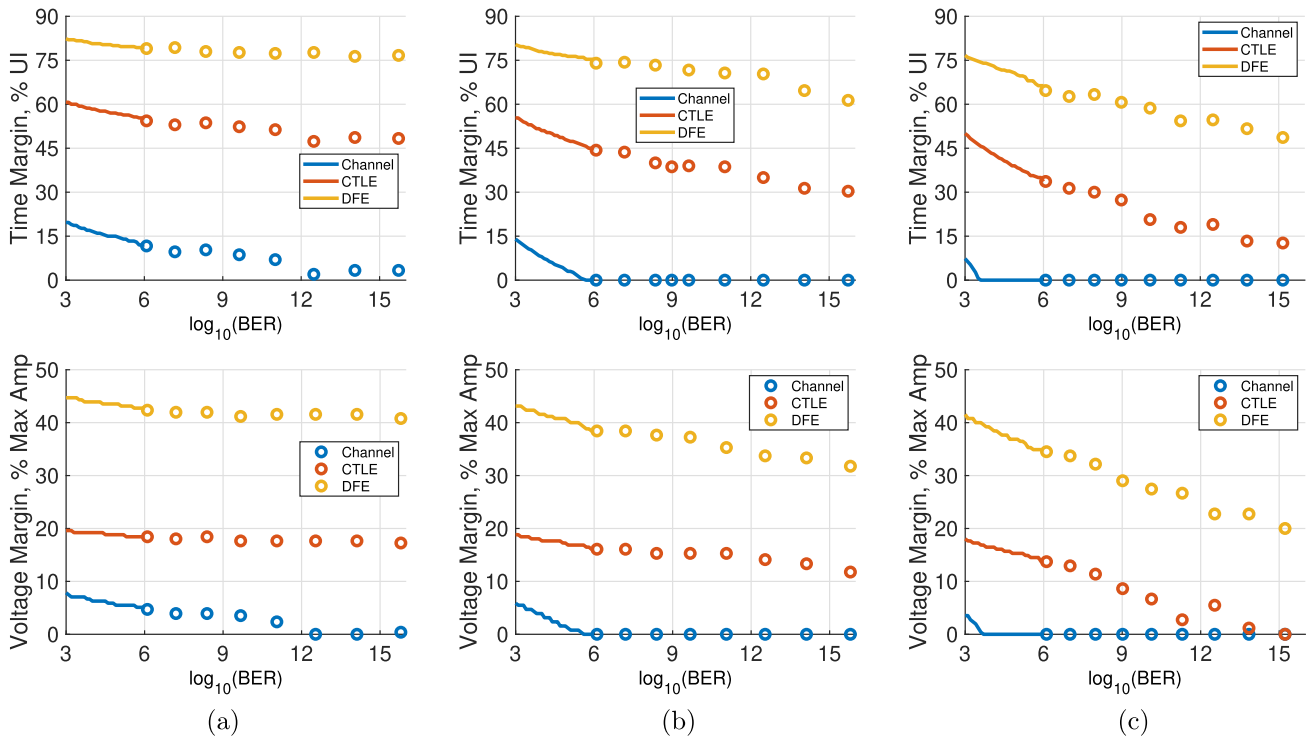 90
75
60
45
30
15
0
Time Margin, % UI
Channel
CTLE
DFE
3 6 9 12 15
log10(BER)
90
75
60
45
30
15
0
Time Margin, % UI
Channel
CTLE
DFE
3 6 9 12 15
log10(BER)
90
75
60
45
30
15
0
Time Margin, % UI
Channel
CTLE
DFE
3 6 9 12 15
log10(BER)
50
40
30
20
10
0
Voltage Margin, % Max Amp
Channel
CTLE
DFE
3 6 9 12 15
log10(BER)
50
40
30
20
10
0
Voltage Margin, % Max Amp
Channel
CTLE
DFE
3 6 9 12 15
log10(BER)
50
40
30
20
10
0
Voltage Margin, % Max Amp
Channel
CTLE
DFE
3 6 9 12 15
log10(BER)
(a)
(b)
(c)